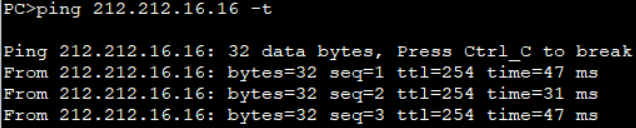 PC>ping 212.212.16.16 -t
Ping 212.212.16.16: 32 data bytes, Press Ctrl_C to break
From 212.212.16.16: bytes=32 seq=1 ttl=254 time=47 ms
From 212.212.16.16: bytes=32 seq=2 ttl=254 time=31 ms
From 212.212.16.16: bytes=32 seq=3 ttl=254 time=47 ms